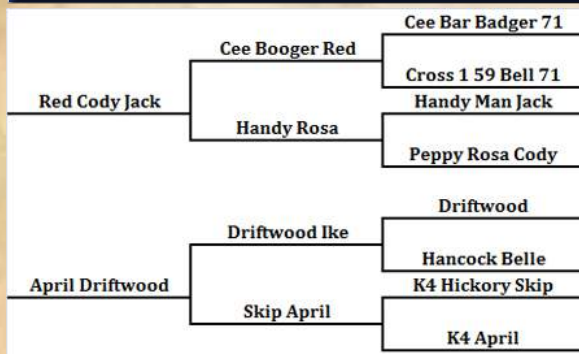 Cee Bar Badger 71
Cee Booger Red
Cross 1 59 Bell 71
Red Cody Jack
Handy Man Jack
Handy Rosa
Peppy Rosa Cody
Driftwood
Driftwood Ike
Hancock Belle
April Driftwood
K4 Hickory Skip
Skip April
K4 April